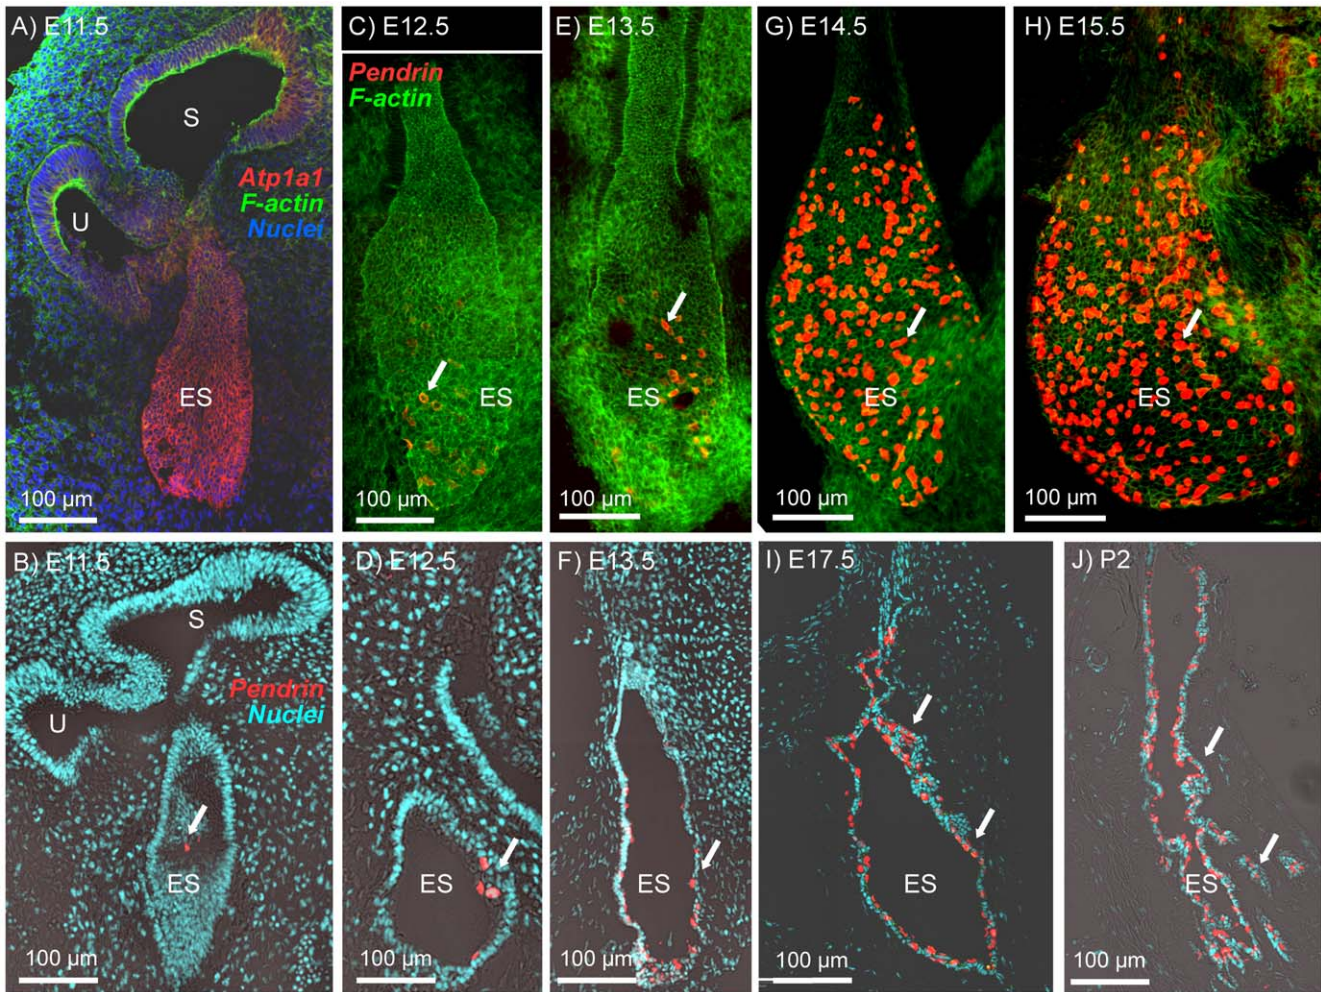 A) E11.5
S
U
Atp1a1
F-actin
Nuclei
ES
100 µm
C) E12.5
Pendrin
F-actin
ES
100 µm
E) E13.5
ES
100 µm
G) E14.5
ES
100 µm
H) E15.5
ES
100 µm
B) E11.5
S
U
Pendrin
Nuclei
ES
100 µm
D) E12.5
ES
100 µm
F) E13.5
ES
100 µm
I) E17.5
ES
100 µm
J) P2
ES
100 µm